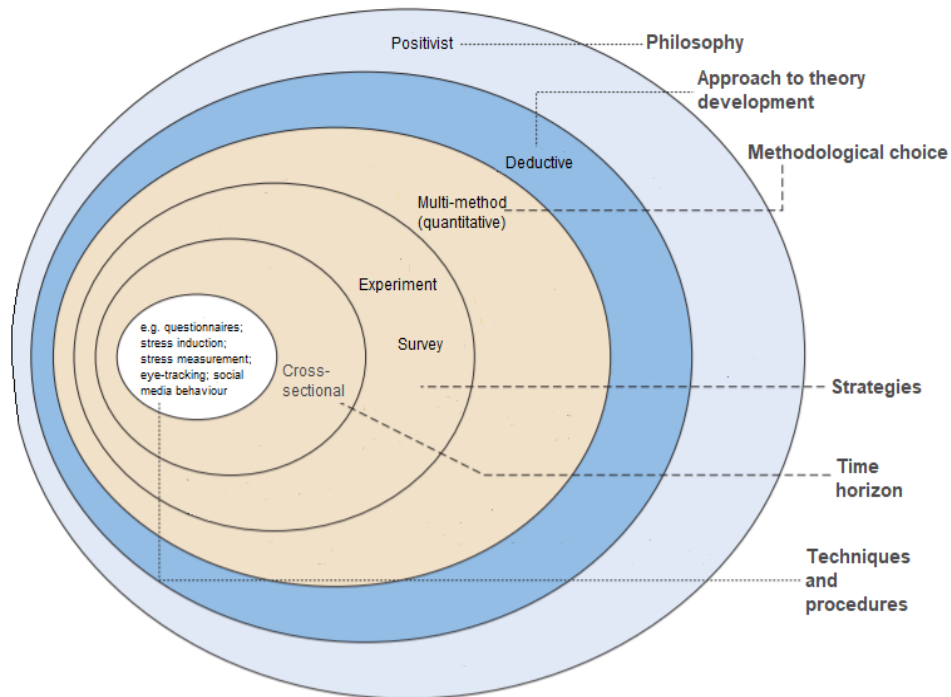 Positivist
Philosophy
Approach to theory
development
Deductive
Methodological choice
Multi-method
(quantitative)
Experiment
Survey
e.g. questionnaires;
stress induction;
stress measurement;
eye-tracking; social
media behaviour
Cross-
sectional
Strategies
Time
horizon
Techniques
and
procedures